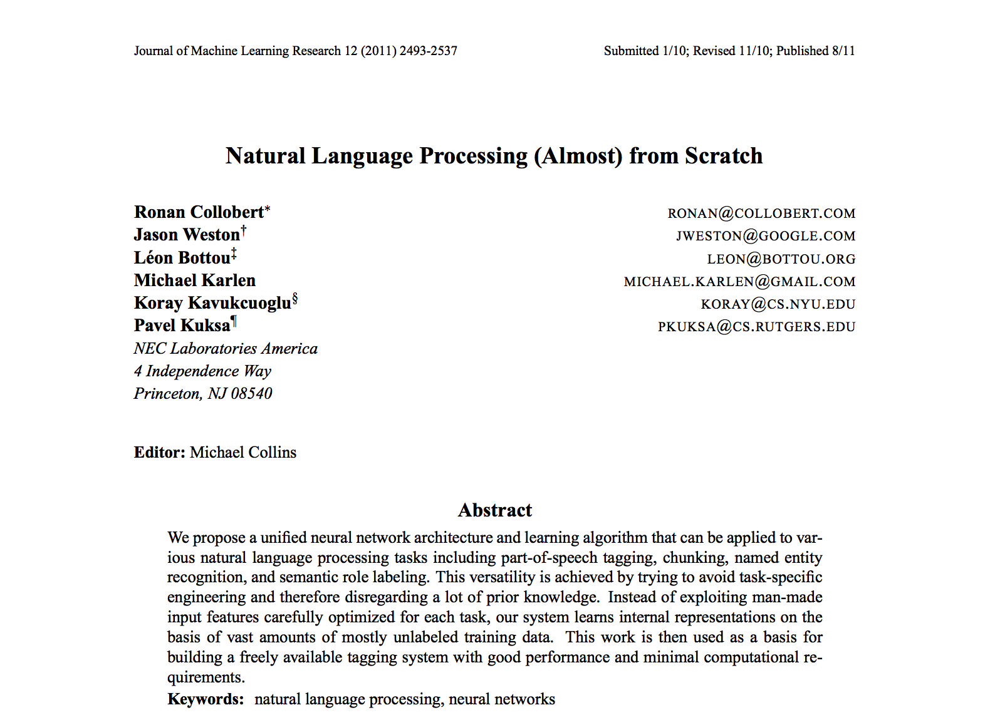 Journal of Machine Learning Research 12 (2011) 2493-2537 Submitted 1/10; Revised 11/10; Published 8/11
Natural Language Processing (Almost) from Scratch
Ronan Collobert* RONAN@COLLOBERT.COM
Jason Weston† JWESTON@GOOGLE.COM
Léon Bottou‡ LEON@BOTTOU.ORG
Michael Karlen MICHAEL.KARLEN@GMAIL.COM
Koray Kavukcuoglu§ KORAY@CS.NYU.EDU
Pavel Kuksa¶ PKUKSA@CS.RUTGERS.EDU
NEC Laboratories America
4 Independence Way
Princeton, NJ 08540
Editor: Michael Collins
Abstract
We propose a unified neural network architecture and learning algorithm that can be applied to var-
ious natural language processing tasks including part-of-speech tagging, chunking, named entity
recognition, and semantic role labeling. This versatility is achieved by trying to avoid task-specific
engineering and therefore disregarding a lot of prior knowledge. Instead of exploiting man-made
input features carefully optimized for each task, our system learns internal representations on the
basis of vast amounts of mostly unlabeled training data. This work is then used as a basis for
building a freely available tagging system with good performance and minimal computational re-
quirements.
Keywords: natural language processing, neural networks